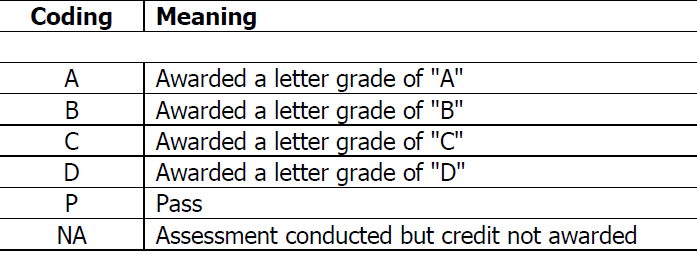 Coding Meaning
A Awarded a letter grade of "A"
B Awarded a letter grade of "B"
C Awarded a letter grade of "C"
D Awarded a letter grade of "D"
P Pass
NA Assessment conducted but credit not awarded